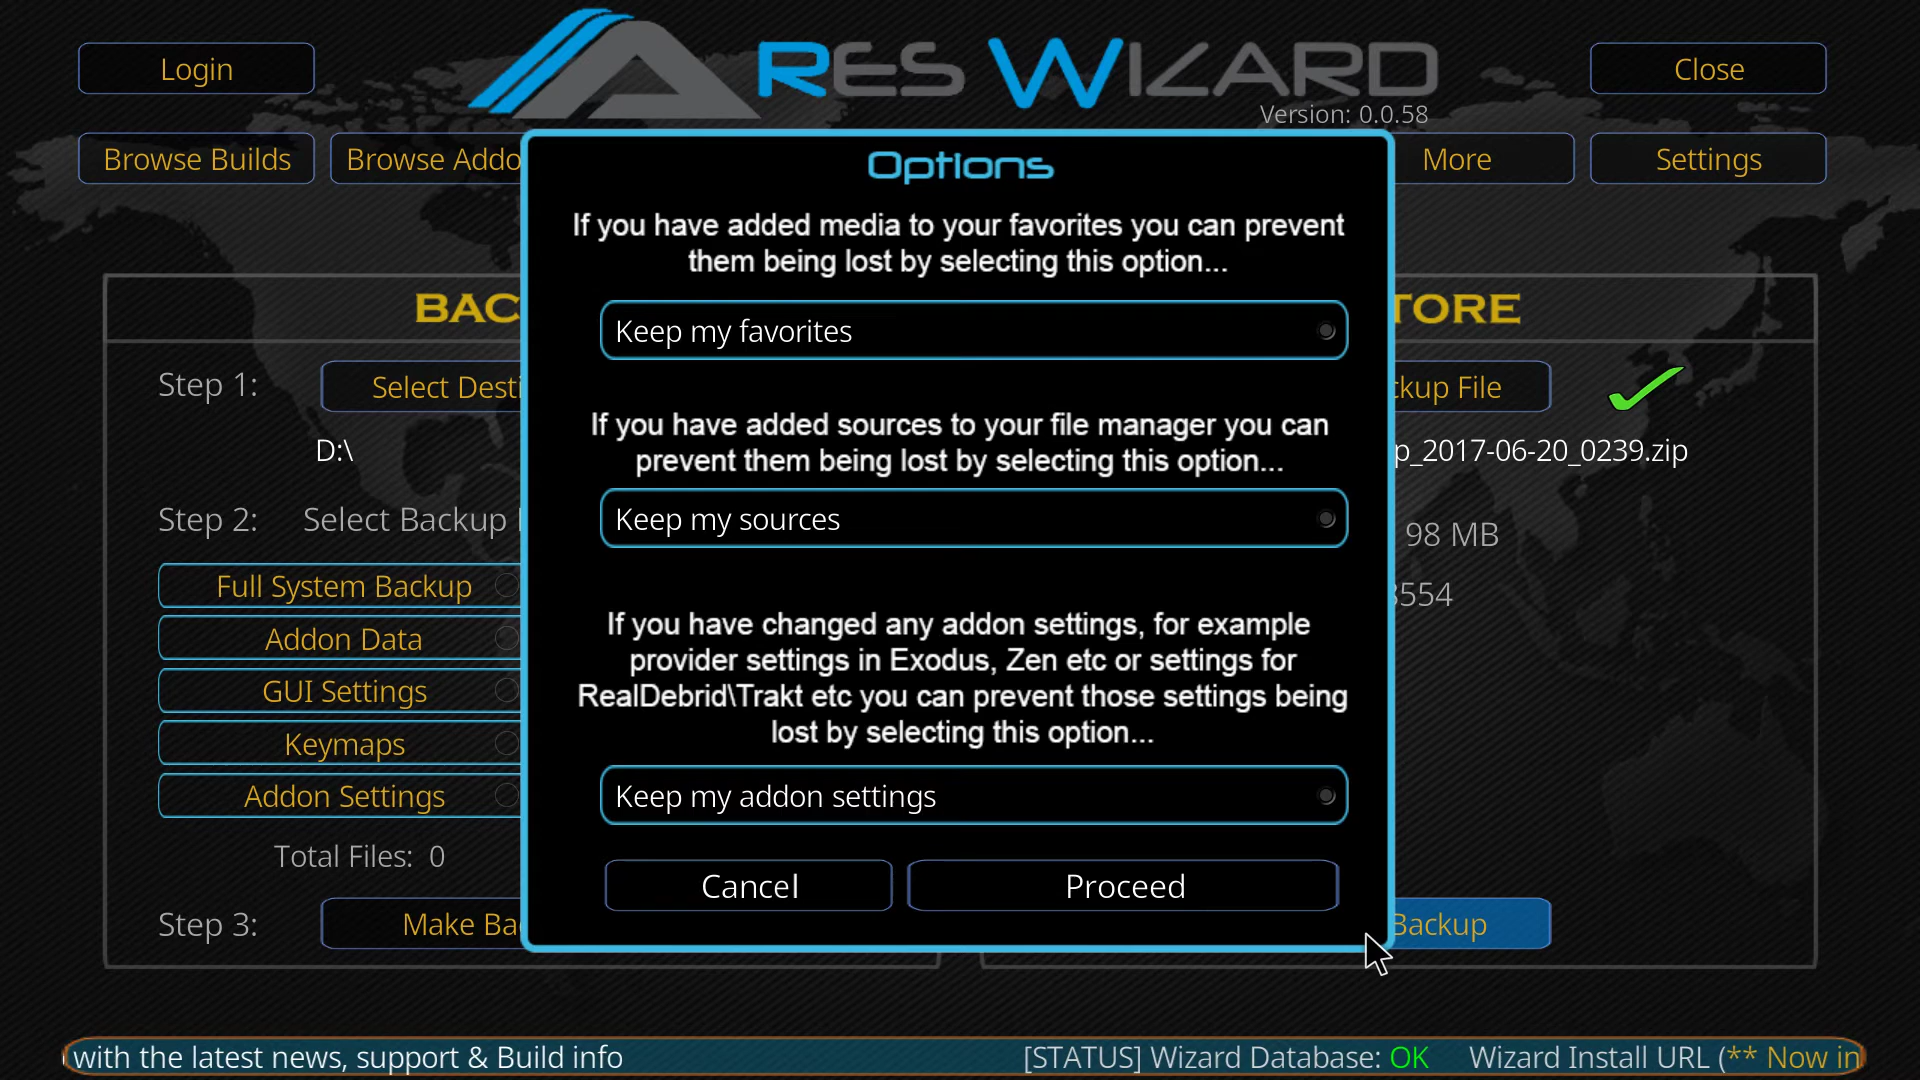 Login
ARES WIZARD
Close
Version: 0.0.58
Browse Builds
Browse Addo
More
Settings
Options
If you have added media to your favorites you can prevent
them being lost by selecting this option...
Keep my favorites
If you have added sources to your file manager you can
prevent them being lost by selecting this option...
Keep my sources
If you have changed any addon settings, for example
provider settings in Exodus, Zen etc or settings for
RealDebrid\Trakt etc you can prevent those settings being
lost by selecting this option...
Keep my addon settings
Cancel
Proceed
BAC
Step 1:
Select Desti
D:\
Step 2: Select Backup
Full System Backup
Addon Data
GUI Settings
Keymaps
Addon Settings
Total Files: 0
Step 3:
Make Ba
TORE
ckup File
p_2017-06-20_0239.zip
98 MB
3554
Backup
with the latest news, support & Build info
[STATUS] Wizard Database: OK
Wizard Install URL (** Now in